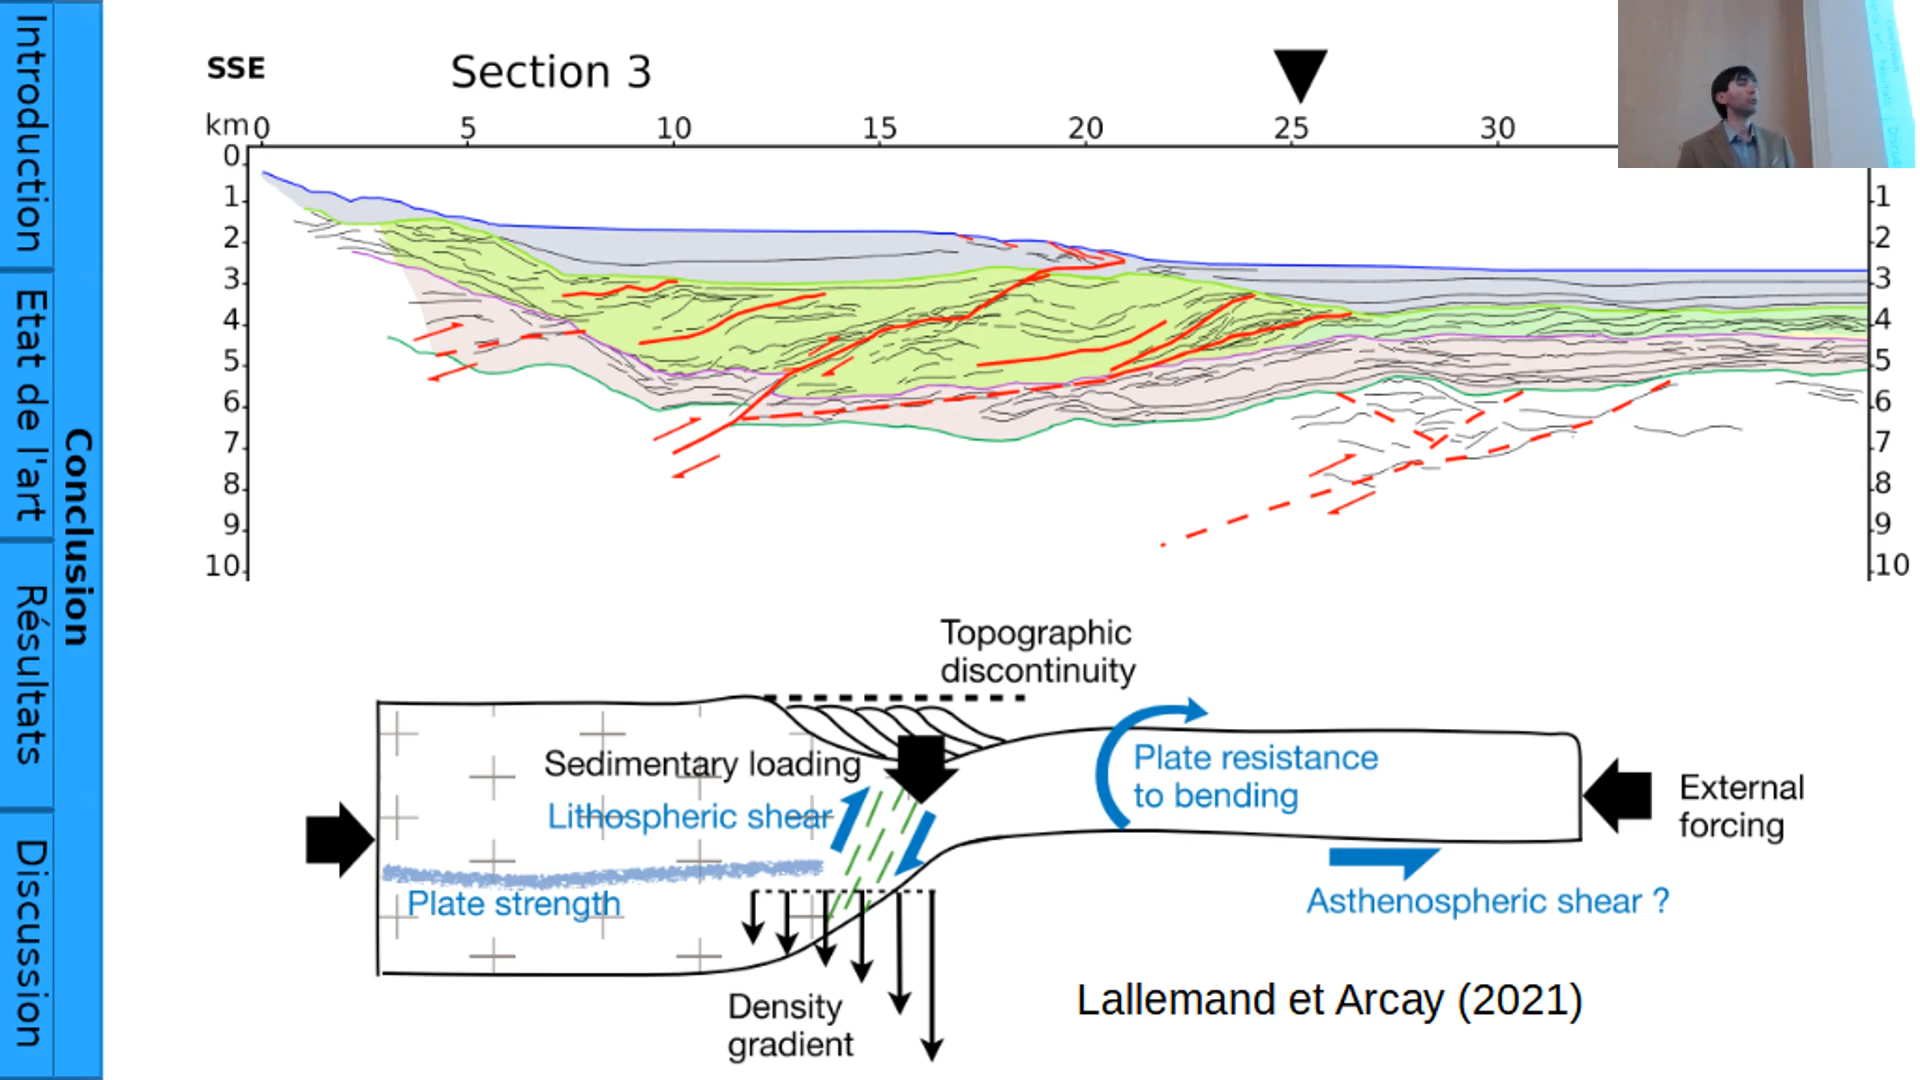 Introduction
Etat de l'art
Résultats
Discussion
Conclusion
SSE
Section 3
km 0 5 10 15 20 25 30
0
1
2
3
4
5
6
7
8
9
10
1
2
3
4
5
6
7
8
9
10
Topographic
discontinuity
Sedimentary loading
Lithospheric shear
Plate strength
Plate resistance
to bending
External
forcing
Asthenospheric shear ?
Density
gradient
Lallemand et Arcay (2021)